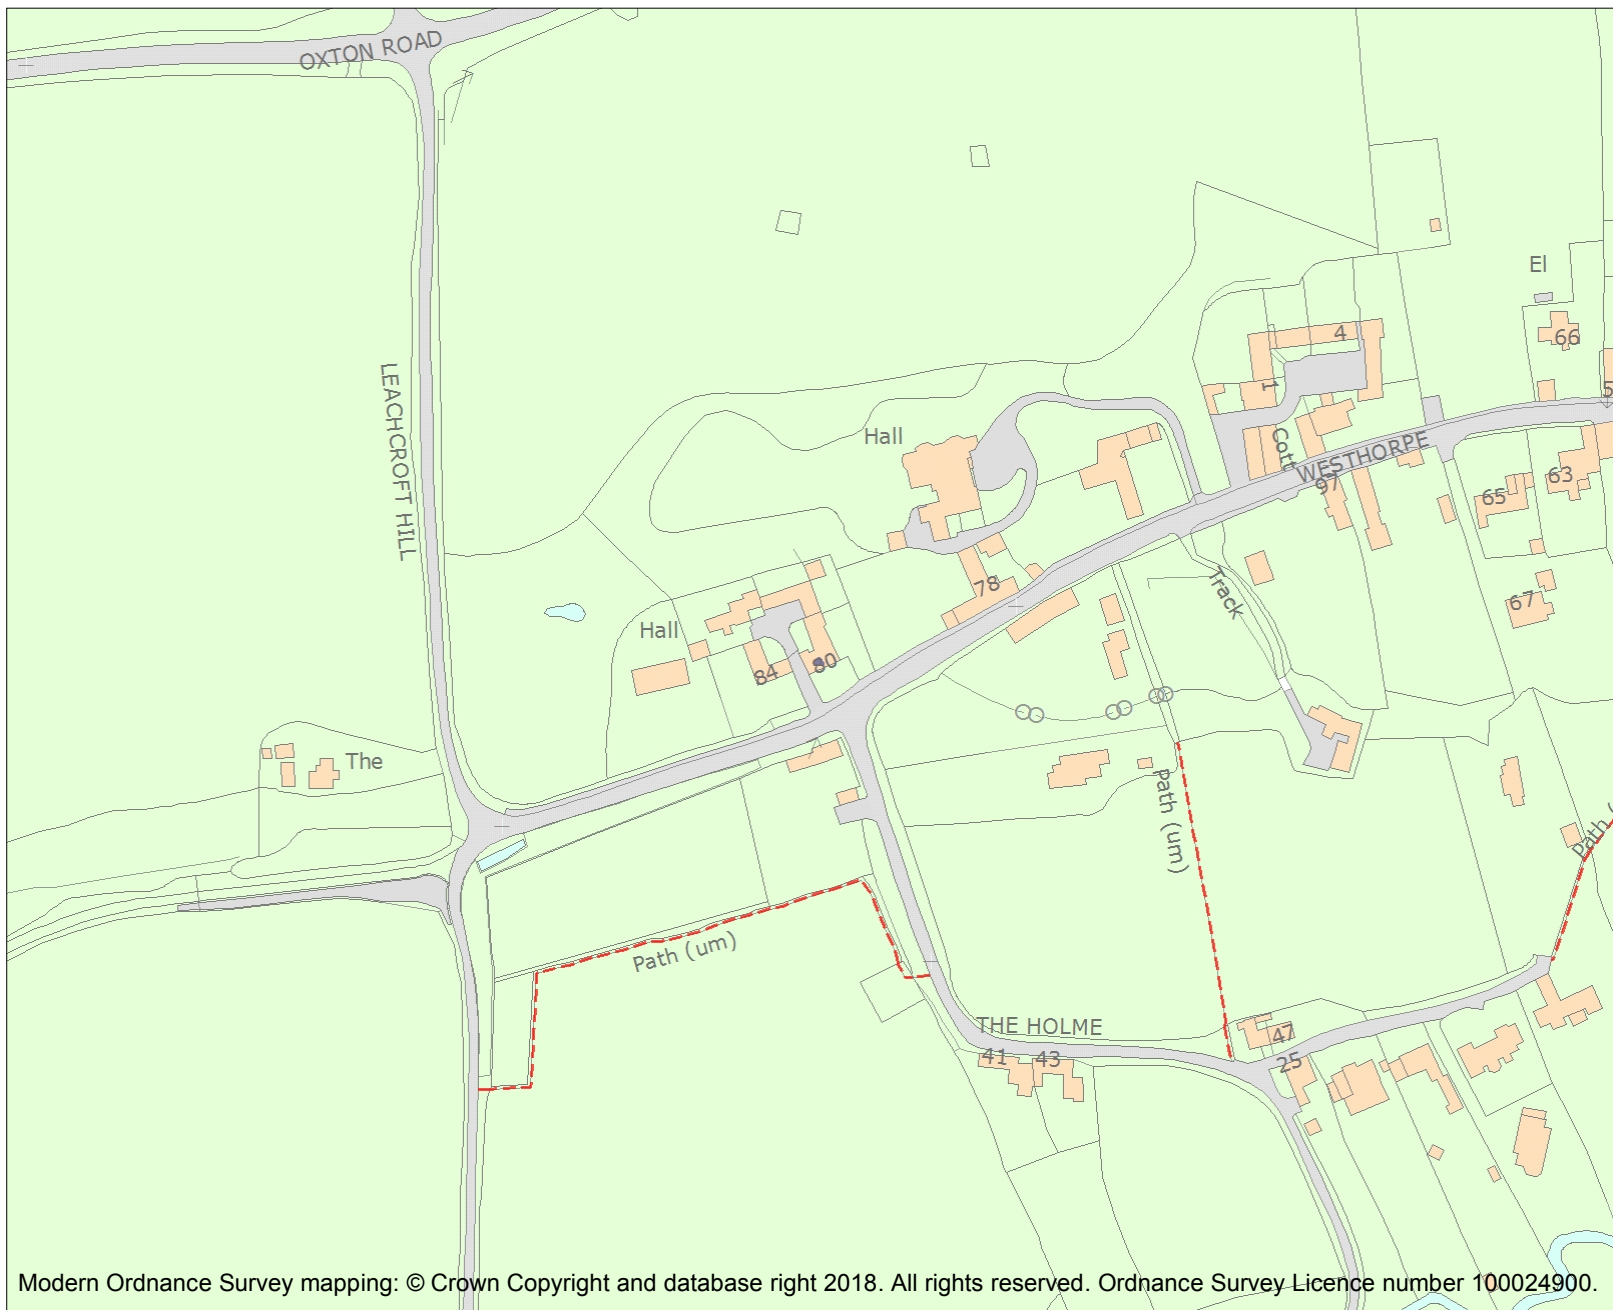 OXTON ROAD
El
66
4
LEACHCROFT HILL
1
5
Hall
Cott
WESTHORPE
97
63
65
78
Track
67
Hall
80
84
The
Path (um)
Path (
Path (um)
THE HOLME
47
41
43
25
Modern Ordnance Survey mapping: © Crown Copyright and database right 2018. All rights reserved. Ordnance Survey Licence number 100024900.